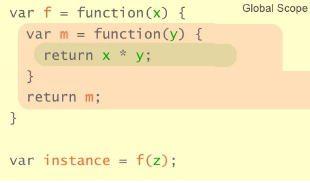 Global Scope
var f = function(x) {
  var m = function(y) {
    return x * y;
  }
  return m;
}

var instance = f(z);